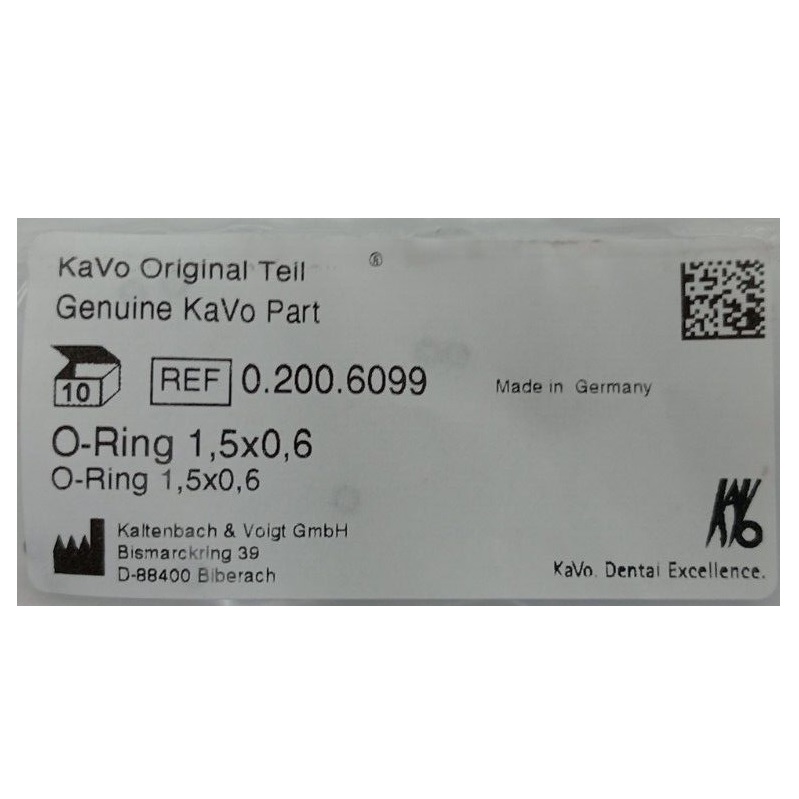 KaVo Original Teil ®
Genuine KaVo Part
10 REF 0.200.6099 Made in Germany
O-Ring 1,5x0,6
O-Ring 1,5x0,6
Kaltenbach & Voigt GmbH
Bismarckring 39
D-88400 Biberach
KaVo
KaVo. Dental Excellence.